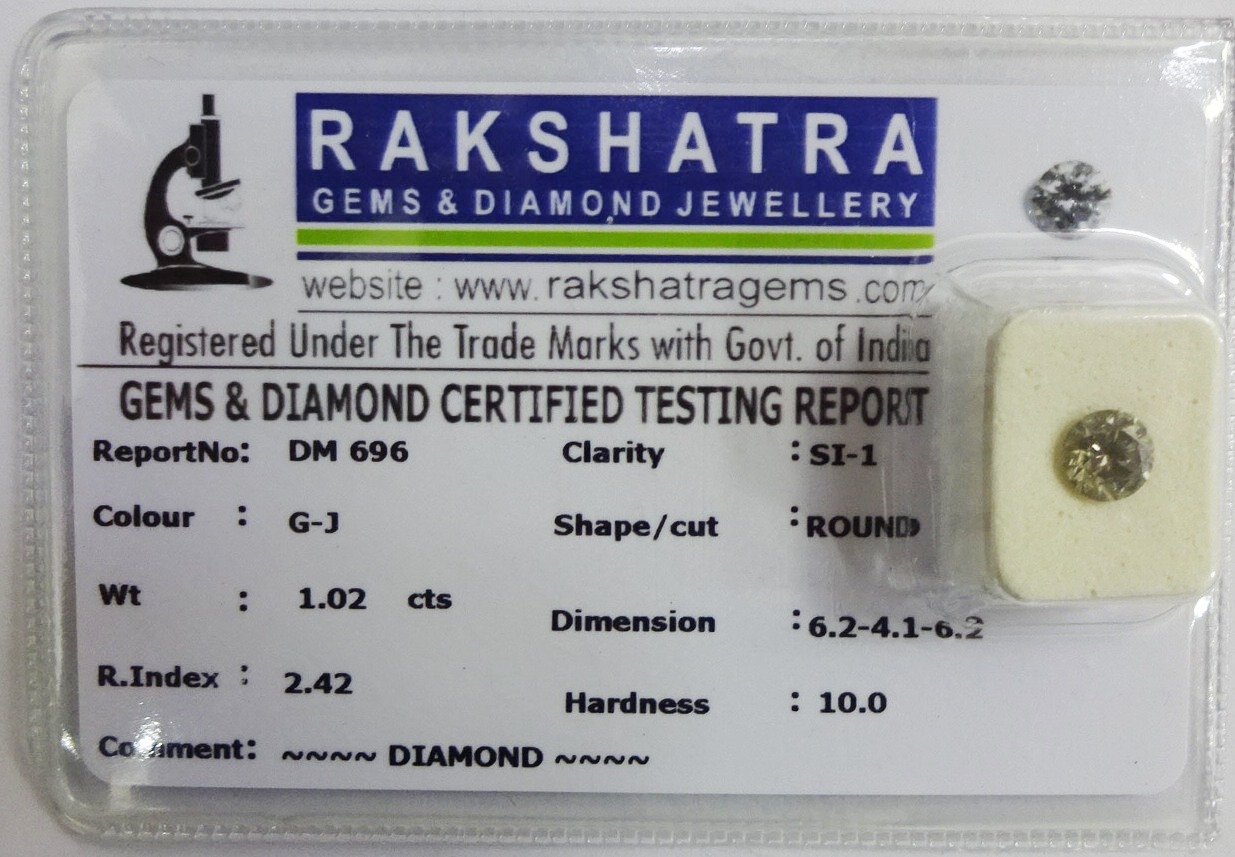 RAKSHATRA
GEMS & DIAMOND JEWELLERY
website : www.rakshatragems.com
Registered Under The Trade Marks with Govt. of India
GEMS & DIAMOND CERTIFIED TESTING REPORT
ReportNo: DM 696 Clarity : SI-1
Colour : G-J Shape/cut : ROUND
Wt : 1.02 cts Dimension : 6.2-4.1-6.2
R.Index : 2.42 Hardness : 10.0
Comment: ~~~~ DIAMOND ~~~~